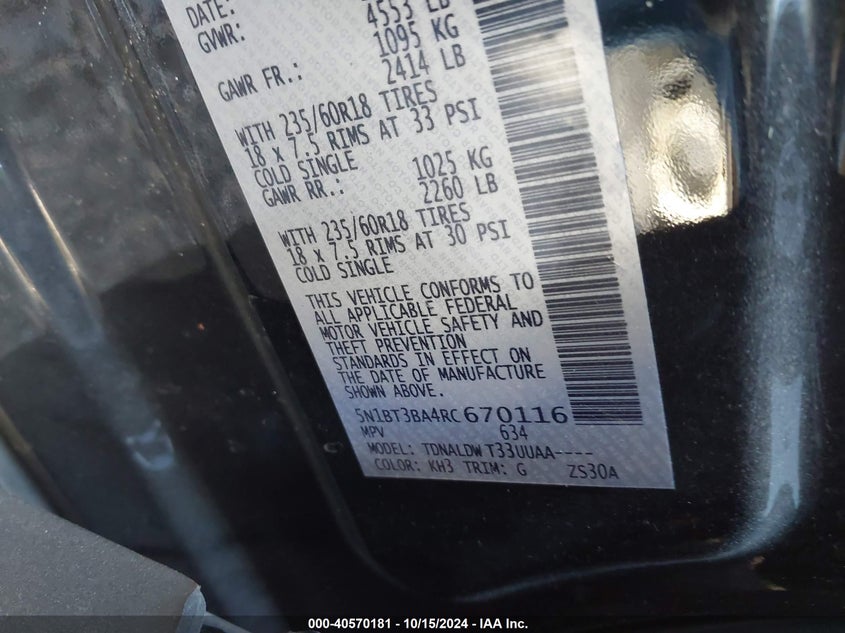 DATE:
4553 LB
GVWR:
1095 KG
GAWR FR.: 2414 LB
WITH 235/60R18 TIRES
18 X 7.5 RIMS AT 33 PSI
COLD SINGLE
GAWR RR.: 1025 KG
2260 LB
WITH 235/60R18 TIRES
18 X 7.5 RIMS AT 30 PSI
COLD SINGLE
THIS VEHICLE CONFORMS TO
ALL APPLICABLE FEDERAL
MOTOR VEHICLE SAFETY AND
THEFT PREVENTION
STANDARDS IN EFFECT ON
THE DATE OF MANUFACTURE
SHOWN ABOVE.
5N1BT3BA4RC670116
MPV 634
MODEL: TDNALDW T33UUAA----
COLOR: KH3 TRIM: G ZS30A
000-40570181 - 10/15/2024 - IAA Inc.